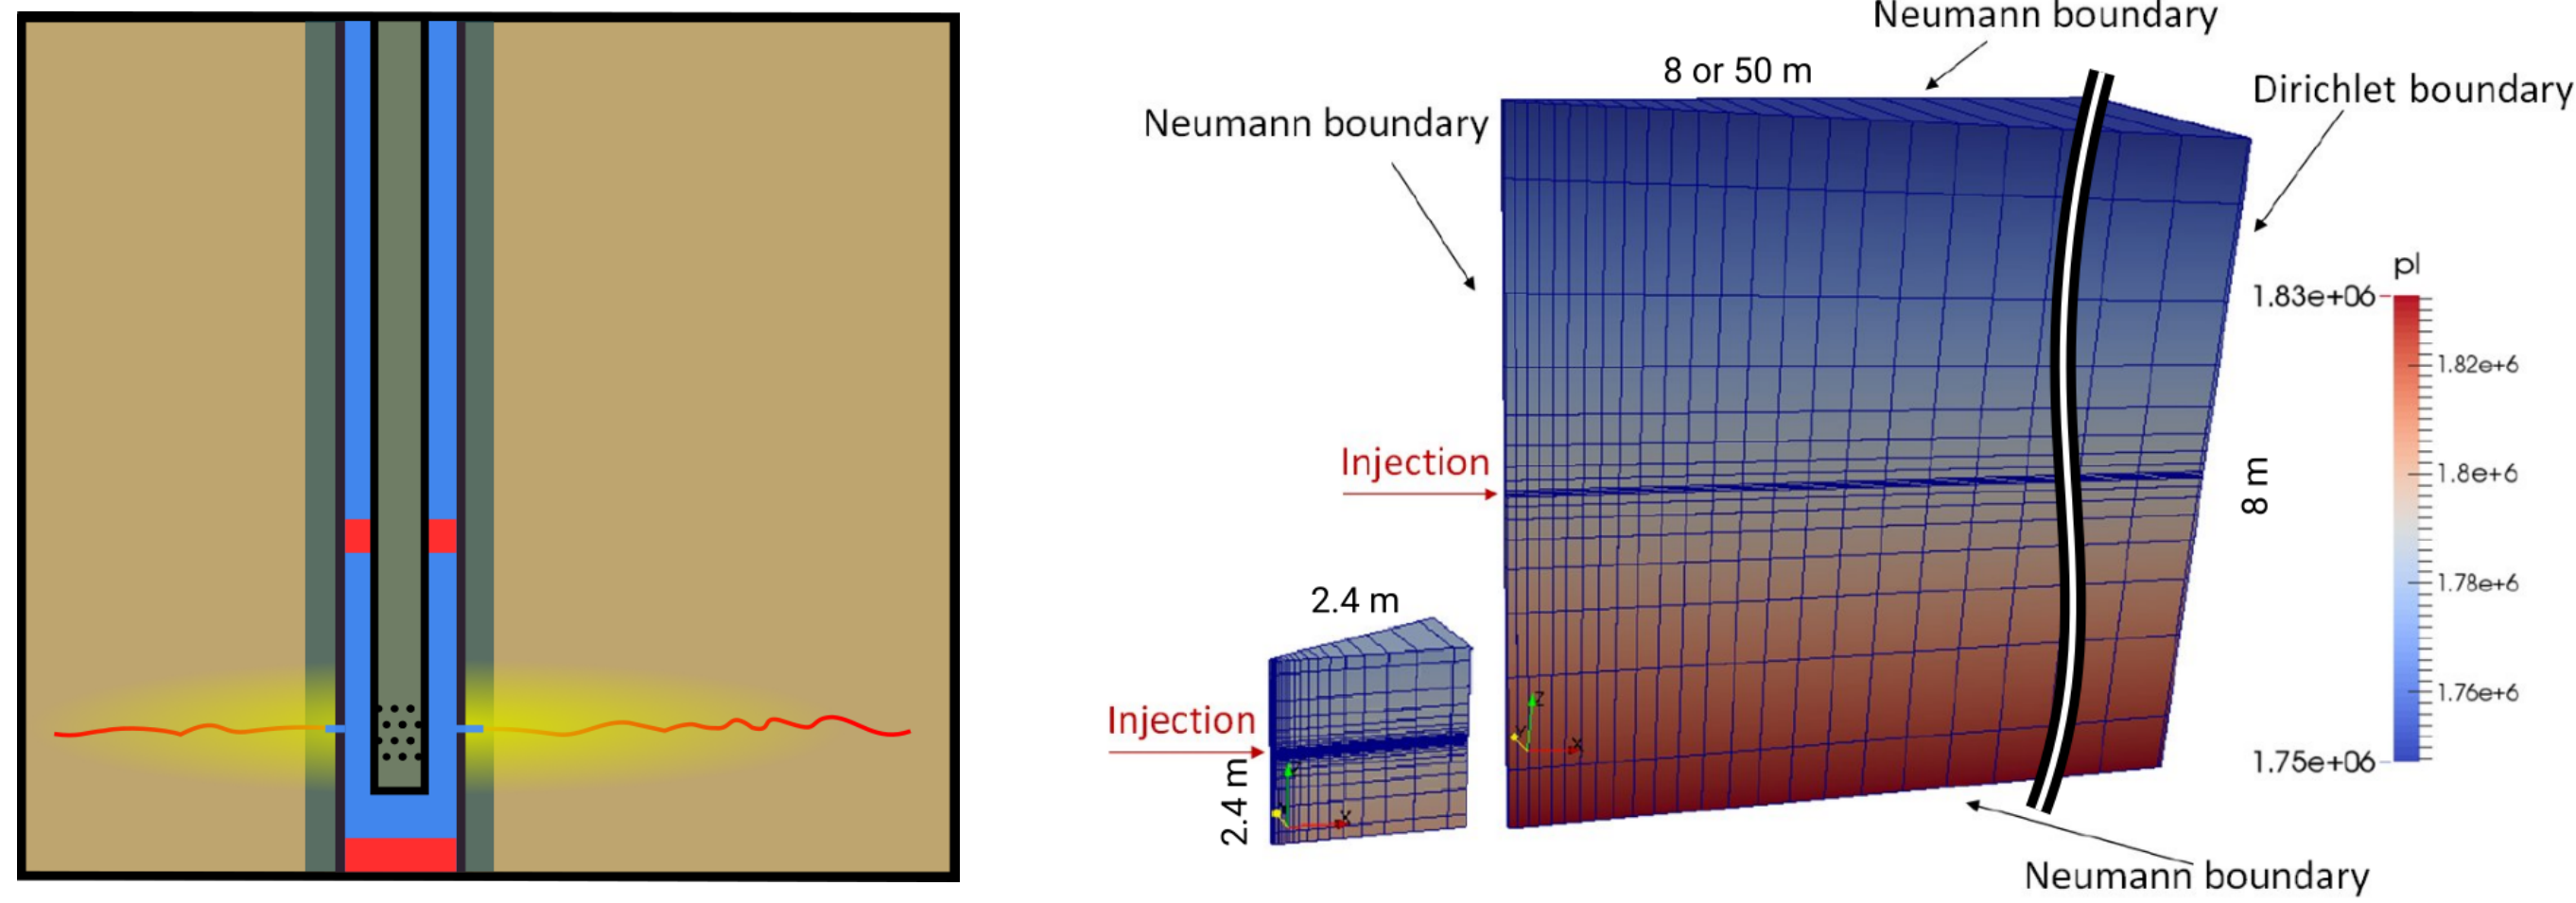 Neumann boundary
8 or 50 m
Dirichlet boundary
Neumann boundary
pl
1.83e+06
1.82e+6
Injection
1.8e+6
8 m
1.78e+6
2.4 m
1.76e+6
Z
Injection
Y
X
1.75e+06
2.4 m
X
Neumann boundary